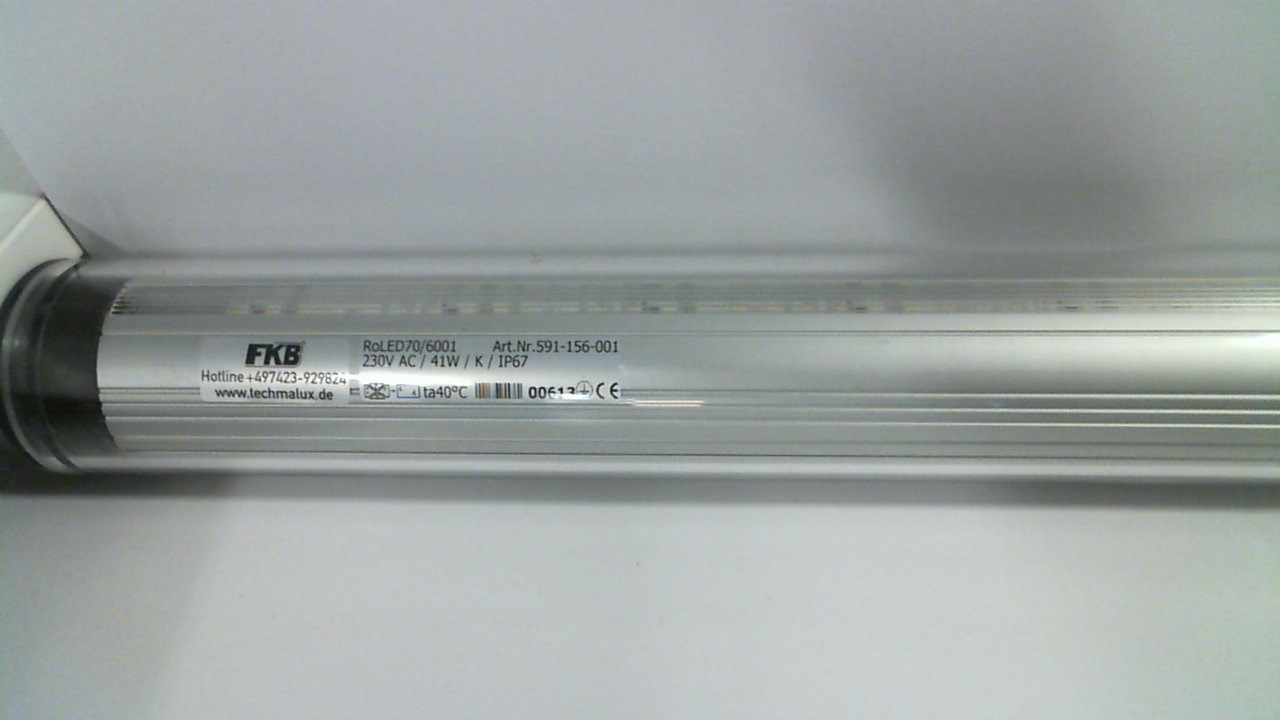 FKB
Hotline +497423-929824
www.techmalux.de
RoLED70/6001 Art.Nr.591-156-001
230V AC / 41W / K / IP67
ta40°C 00613 CE